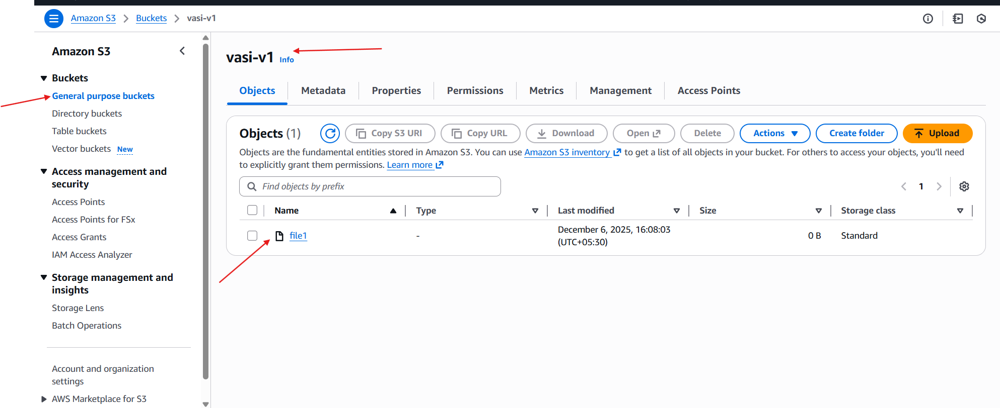 Amazon S3 > Buckets > vasi-v1
Amazon S3
Buckets
General purpose buckets
Directory buckets
Table buckets
Vector buckets New
Access management and
security
Access Points
Access Points for FSx
Access Grants
IAM Access Analyzer
Storage management and
insights
Storage Lens
Batch Operations
Account and organization
settings
AWS Marketplace for S3
vasi-v1 Info
Objects Metadata Properties Permissions Metrics Management Access Points
Objects (1) Copy S3 URI Copy URL Download Open Delete Actions Create folder Upload
Objects are the fundamental entities stored in Amazon S3. You can use Amazon S3 inventory to get a list of all objects in your bucket. For others to access your objects, you'll need
to explicitly grant them permissions. Learn more
Find objects by prefix
1
Name Type Last modified Size Storage class
file1 - December 6, 2025, 16:08:03 0 B Standard
(UTC+05:30)